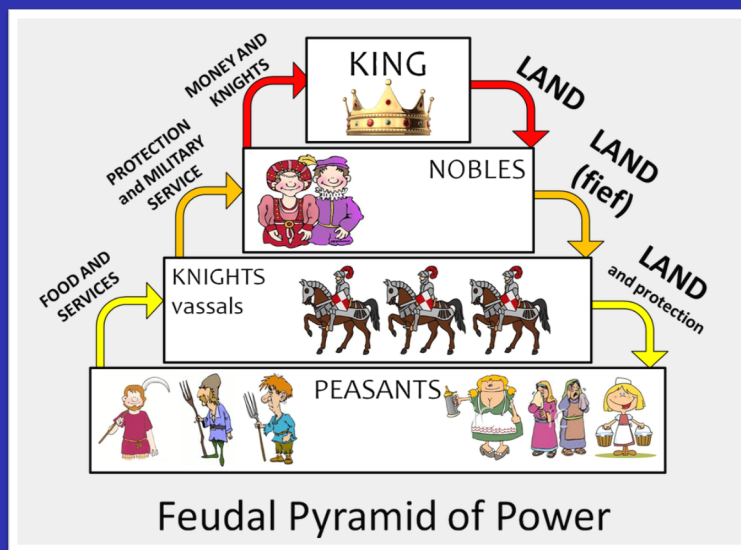 KING
MONEY AND
KNIGHTS
LAND
NOBLES
PROTECTION
and MILITARY
SERVICE
LAND
(fief)
KNIGHTS
vassals
FOOD AND
SERVICES
LAND
and protection
PEASANTS
Feudal Pyramid of Power